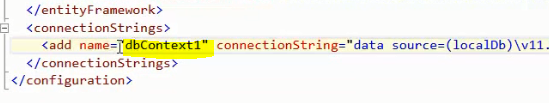 </entityFramework>
<connectionStrings>
<add name="dbContext1" connectionString="data source=(localDb)\v11.
</connectionStrings>
</configuration>